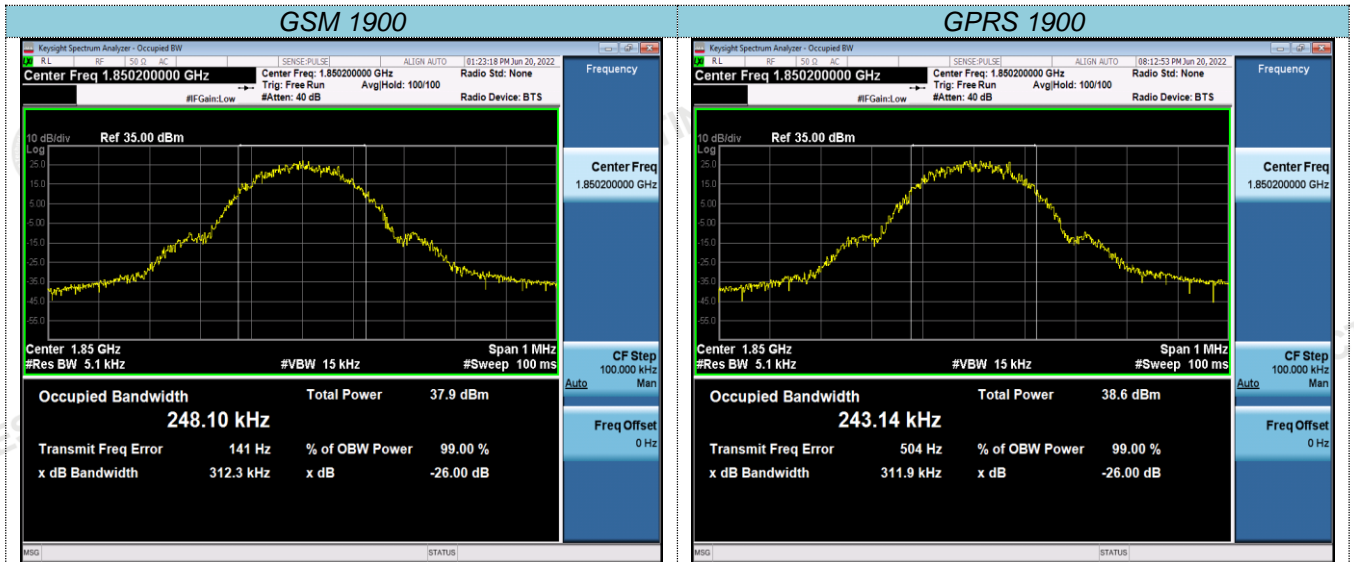 GSM 1900
GPRS 1900
Keysight Spectrum Analyzer - Occupied BW
RL RF 50 Ω AC SENSE:PULSE ALIGN AUTO 01:23:18 PM Jun 20, 2022
Center Freq 1.850200000 GHz
Center Freq: 1.850200000 GHz
Radio Std: None
Trig: Free Run Avg|Hold: 100/100
#IFGain:Low #Atten: 40 dB Radio Device: BTS
Frequency
10 dB/div Ref 35.00 dBm
Log
25.0
15.0
5.00
-5.00
-15.0
-25.0
-35.0
-45.0
-55.0
Center Freq
1.850200000 GHz
Center 1.85 GHz Span 1 MHz
#Res BW 5.1 kHz #VBW 15 kHz #Sweep 100 ms
CF Step
100.000 kHz
Auto Man
Occupied Bandwidth Total Power 37.9 dBm
248.10 kHz
Transmit Freq Error 141 Hz % of OBW Power 99.00 %
x dB Bandwidth 312.3 kHz x dB -26.00 dB
Freq Offset
0 Hz
MSG STATUS
Keysight Spectrum Analyzer - Occupied BW
RL RF 50 Ω AC SENSE:PULSE ALIGN AUTO 08:12:53 PM Jun 20, 2022
Center Freq 1.850200000 GHz
Center Freq: 1.850200000 GHz
Radio Std: None
Trig: Free Run Avg|Hold: 100/100
#IFGain:Low #Atten: 40 dB Radio Device: BTS
Frequency
10 dB/div Ref 35.00 dBm
Log
25.0
15.0
5.00
-5.00
-15.0
-25.0
-35.0
-45.0
-55.0
Center Freq
1.850200000 GHz
Center 1.85 GHz Span 1 MHz
#Res BW 5.1 kHz #VBW 15 kHz #Sweep 100 ms
CF Step
100.000 kHz
Auto Man
Occupied Bandwidth Total Power 38.6 dBm
243.14 kHz
Transmit Freq Error 504 Hz % of OBW Power 99.00 %
x dB Bandwidth 311.9 kHz x dB -26.00 dB
Freq Offset
0 Hz
MSG STATUS